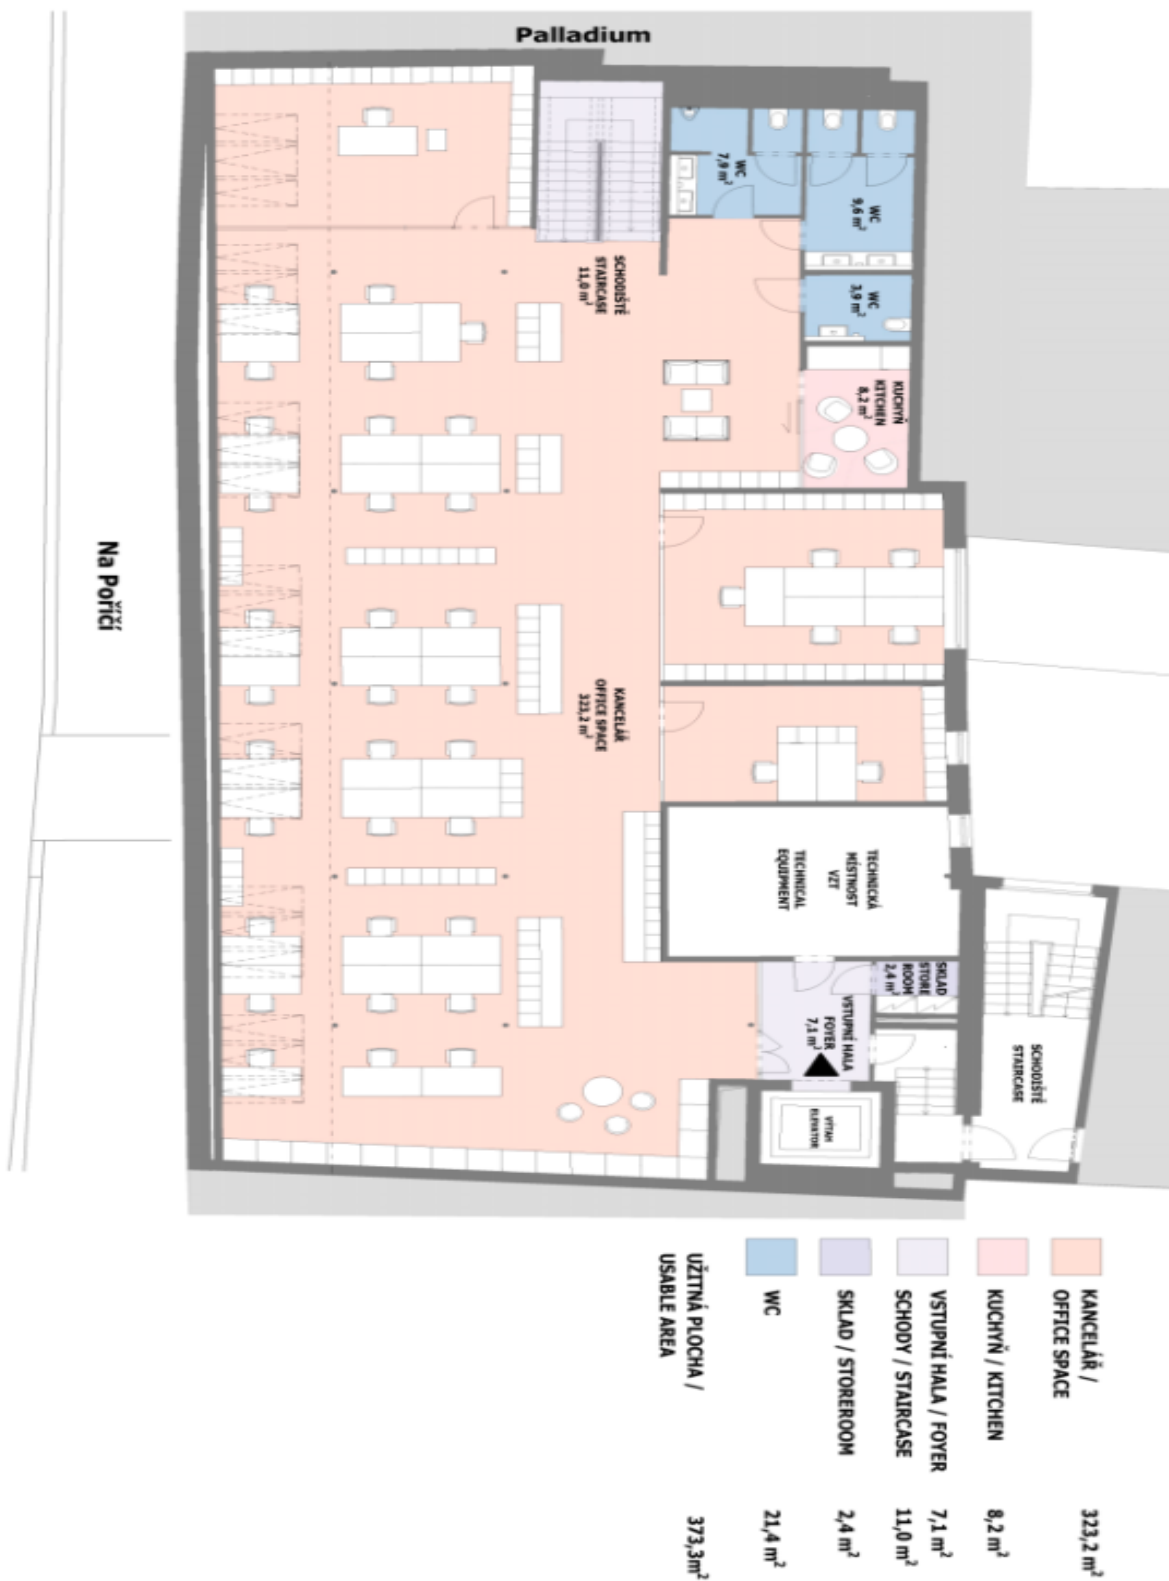 Palladium
WC
7,9 m²
WC
9,6 m²
WC
3,9 m²
SCHODIŠTĚ
STAIRCASE
11,0 m²
KUCHYŇ
KITCHEN
8,2 m²
Na Poříčí
KANCELÁŘ
OFFICE SPACE
323,2 m²
TECHNICKÁ
MÍSTNOST
VZT
TECHNICAL
EQUIPMENT
SKLAD
STORE
ROOM
2,4 m²
VSTUPNÍ HALA
FOYER
7,1 m²
SCHODIŠTĚ
STAIRCASE
VÝTAH
ELEVATOR
KANCELÁŘ /
OFFICE SPACE 323,2 m²
KUCHYŇ / KITCHEN 8,2 m²
VSTUPNÍ HALA / FOYER 7,1 m²
SCHODY / STAIRCASE 11,0 m²
SKLAD / STOREROOM 2,4 m²
WC 21,4 m²
UŽITNÁ PLOCHA /
USABLE AREA 373,3m²